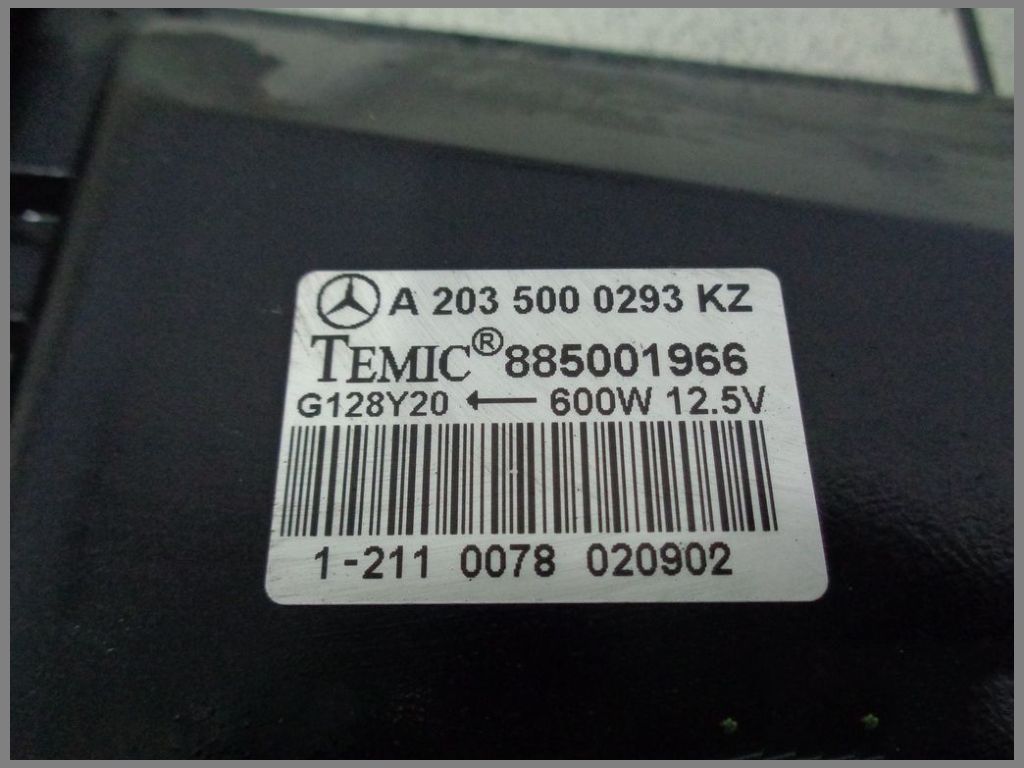 A 203 500 0293 KZ
TEMIC® 885001966
G128Y20 ← 600W 12.5V
1-211 0078 020902